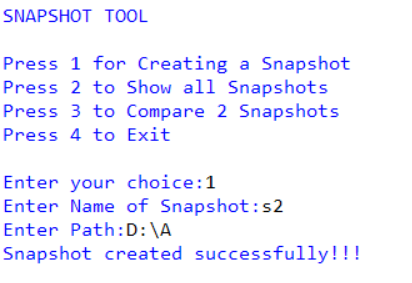 SNAPSHOT TOOL
Press 1 for Creating a Snapshot
Press 2 to Show all Snapshots
Press 3 to Compare 2 Snapshots
Press 4 to Exit
Enter your choice:1
Enter Name of Snapshot:s2
Enter Path:D:\A
Snapshot created successfully!!!